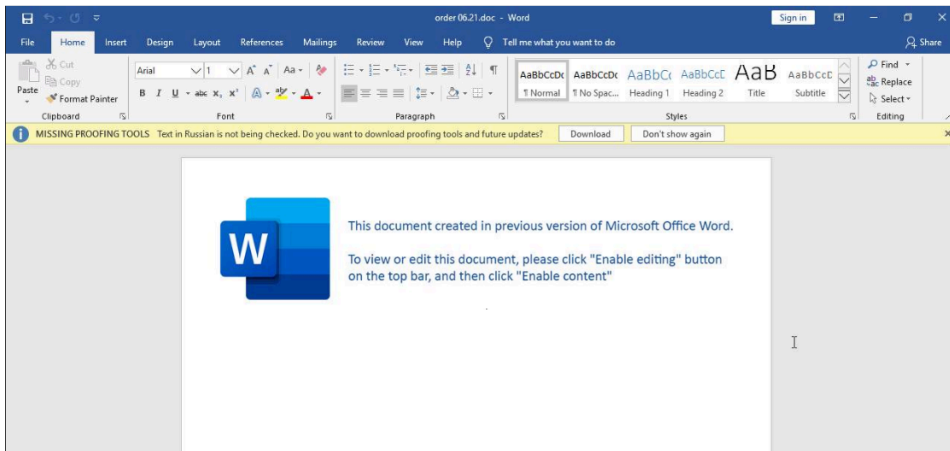 order 06.21.doc - Word
Sign in
File Home Insert Design Layout References Mailings Review View Help Tell me what you want to do Share
Paste
Cut
Copy
Format Painter
Clipboard
Arial 1 A A Aa
B I U abc x, x' A aby A
Font
Paragraph
AaBbCcDc AaBbCcDc AaBbC( AaBbCcE AaB AaBbCcC
¶ Normal ¶ No Spac... Heading 1 Heading 2 Title Subtitle
Styles
Find
Replace
Select
Editing
MISSING PROOFING TOOLS Text in Russian is not being checked. Do you want to download proofing tools and future updates? Download Don't show again
W
This document created in previous version of Microsoft Office Word.
To view or edit this document, please click "Enable editing" button
on the top bar, and then click "Enable content"